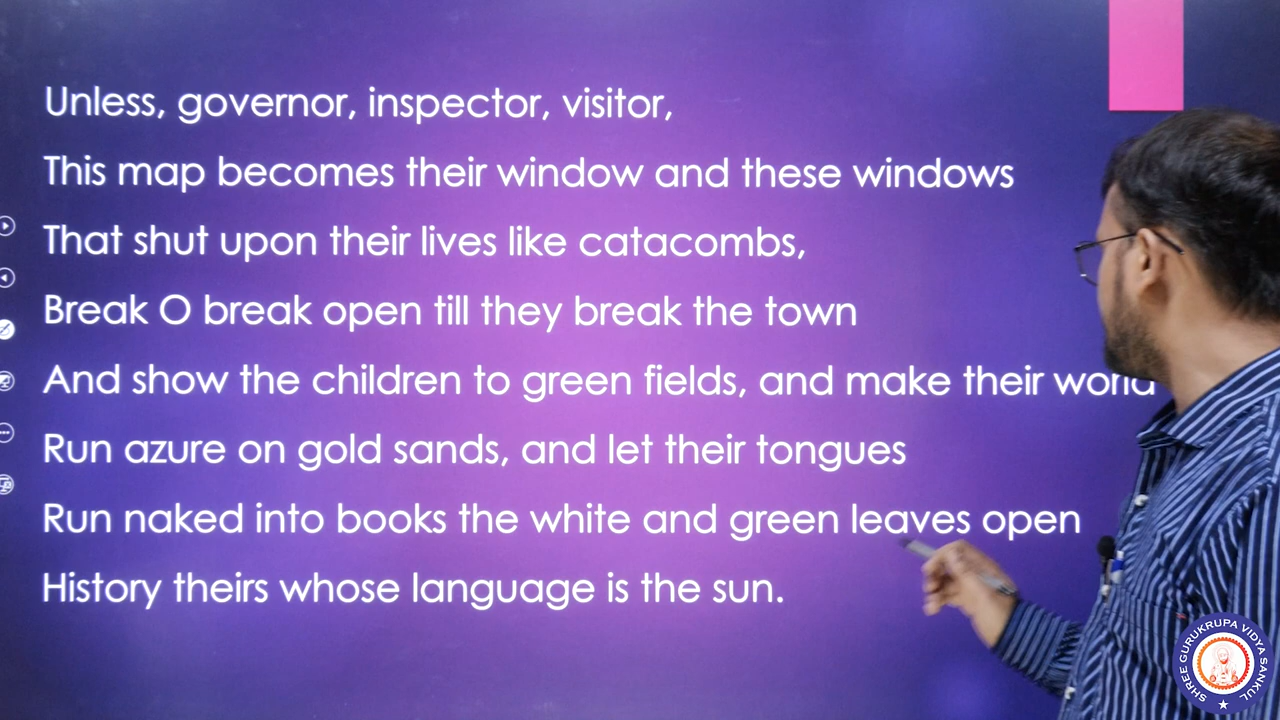 Unless, governor, inspector, visitor,
This map becomes their window and these windows
That shut upon their lives like catacombs,
Break O break open till they break the town
And show the children to green fields, and make their world
Run azure on gold sands, and let their tongues
Run naked into books the white and green leaves open
History theirs whose language is the sun.
SHREE GURUKRUPA VIDYA SANKUL